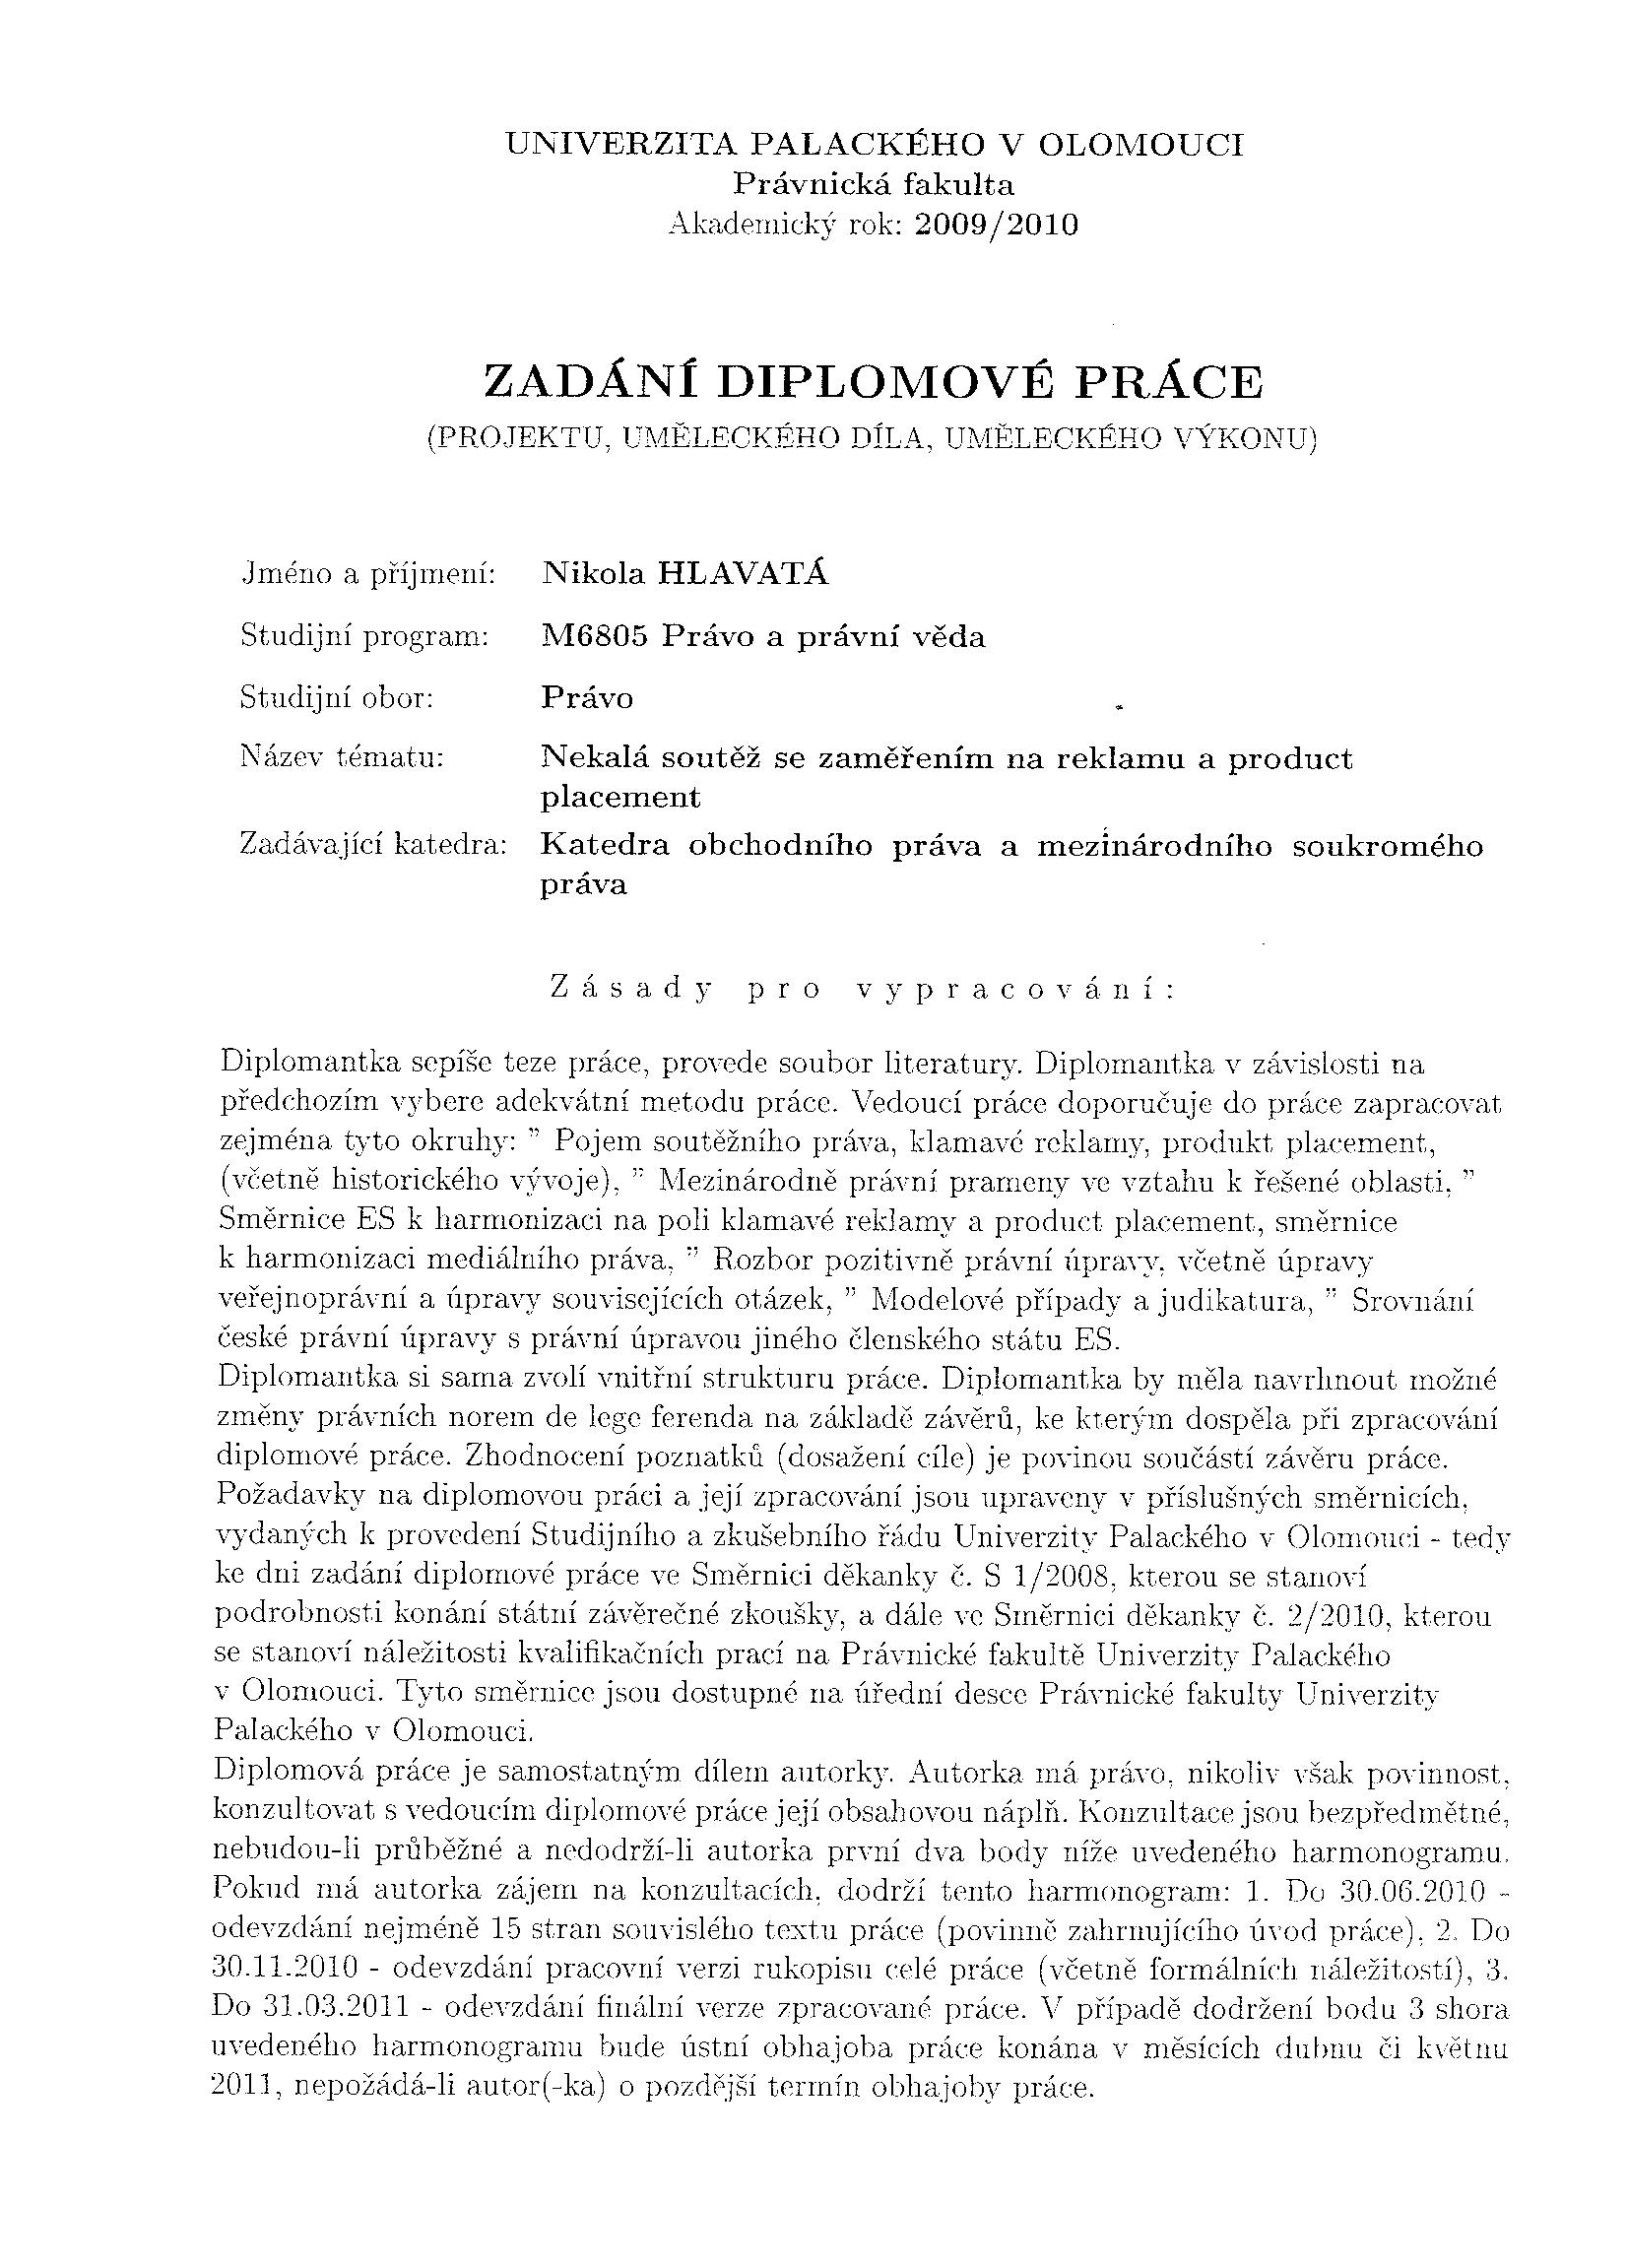 UNIVERZITA PALACKÉHO V OLOMOUCI
Právnická fakulta
Akademický rok: 2009/2010
ZADÁNÍ DIPLOMOVÉ PRÁCE
(PROJEKTU, UMĚLECKÉHO DÍLA, UMĚLECKÉHO VÝKONU)
Jméno a příjmení: Nikola HLAVATÁ
Studijní program: M6805 Právo a právní věda
Studijní obor: Právo
Název tématu: Nekalá soutěž se zaměřením na reklamu a product
placement
Zadávající katedra: Katedra obchodního práva a mezinárodního soukromého
práva
Zásady pro vypracování:
Diplomantka sepíše teze práce, provede soubor literatury. Diplomantka v závislosti na
předchozím vybere adekvátní metodu práce. Vedoucí práce doporučuje do práce zapracovat
zejména tyto okruhy: ” Pojem soutěžního práva, klamavé reklamy, produkt placement,
(včetně historického vývoje), ” Mezinárodně právní prameny ve vztahu k řešené oblasti, ”
Směrnice ES k harmonizaci na poli klamavé reklamy a product placement, směrnice
k harmonizaci mediálního práva, ” Rozbor pozitivně právní úpravy, včetně úpravy
veřejnoprávní a úpravy souvisejících otázek, ” Modelové případy a judikatura, ” Srovnání
české právní úpravy s právní úpravou jiného členského státu ES.
Diplomantka si sama zvolí vnitřní strukturu práce. Diplomantka by měla navrhnout možné
změny právních norem de lege ferenda na základě závěrů, ke kterým dospěla při zpracování
diplomové práce. Zhodnocení poznatků (dosažení cíle) je povinou součástí závěru práce.
Požadavky na diplomovou práci a její zpracování jsou upraveny v příslušných směrnicích,
vydaných k provedení Studijního a zkušebního řádu Univerzity Palackého v Olomouci - tedy
ke dni zadání diplomové práce ve Směrnici děkanky č. S 1/2008, kterou se stanoví
podrobnosti konání státní závěrečné zkoušky, a dále ve Směrnici děkanky č. 2/2010, kterou
se stanoví náležitosti kvalifikačních prací na Právnické fakultě Univerzity Palackého
v Olomouci. Tyto směrnice jsou dostupné na úřední desce Právnické fakulty Univerzity
Palackého v Olomouci.
Diplomová práce je samostatným dílem autorky. Autorka má právo, nikoliv však povinnost,
konzultovat s vedoucím diplomové práce její obsahovou náplň. Konzultace jsou bezpředmětné,
nebudou-li průběžné a nedodrží-li autorka první dva body níže uvedeného harmonogramu.
Pokud má autorka zájem na konzultacích, dodrží tento harmonogram: 1. Do 30.06.2010 -
odevzdání nejméně 15 stran souvislého textu práce (povinně zahrnujícího úvod práce), 2. Do
30.11.2010 - odevzdání pracovní verzi rukopisu celé práce (včetně formálních náležitostí), 3.
Do 31.03.2011 - odevzdání finální verze zpracované práce. V případě dodržení bodu 3 shora
uvedeného harmonogramu bude ústní obhajoba práce konána v měsících dubnu či květnu
2011, nepožádá-li autor(-ka) o pozdější termín obhajoby práce.